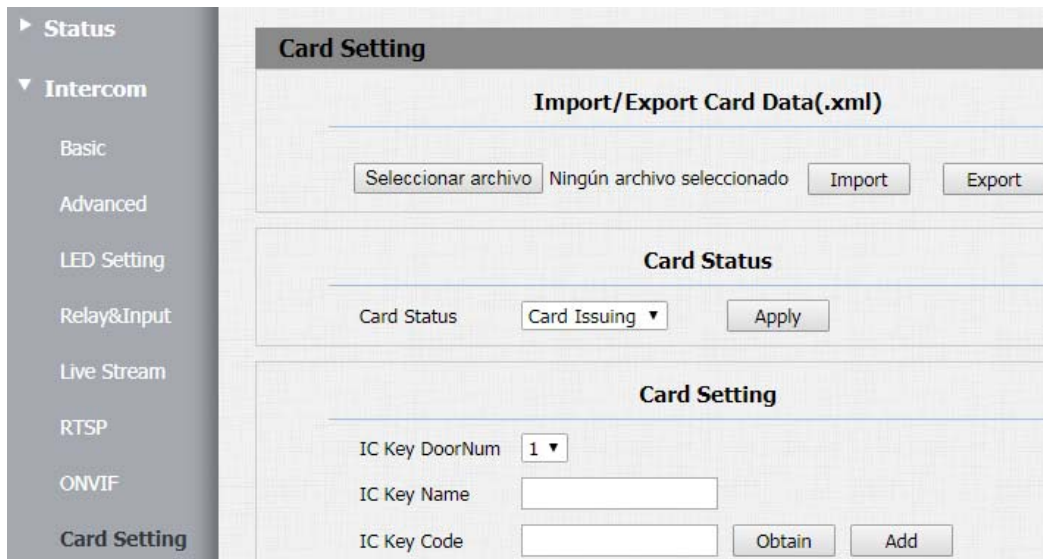 Status
Intercom
Basic
Advanced
LED Setting
Relay&Input
Live Stream
RTSP
ONVIF
Card Setting
Card Setting
Import/Export Card Data(.xml)
Seleccionar archivo Ningún archivo seleccionado Import Export
Card Status
Card Status Card Issuing Apply
Card Setting
IC Key DoorNum 1
IC Key Name
IC Key Code Obtain Add